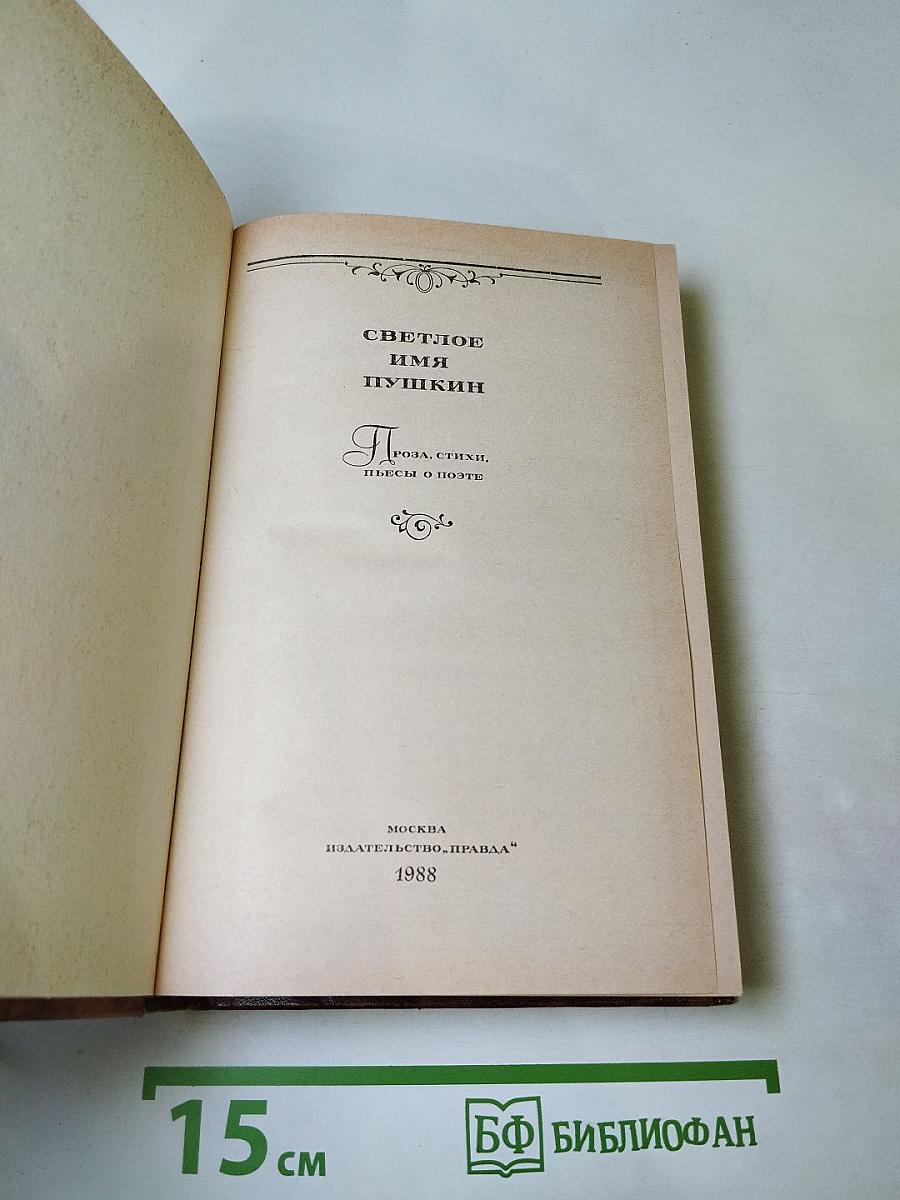 СВЕТЛОЕ
ИМЯ
ПУШКИН
Проза, стихи,
пьесы о поэте
МОСКВА
ИЗДАТЕЛЬСТВО „ПРАВДА“
1988
15 см
БФ БИБЛИОФАН